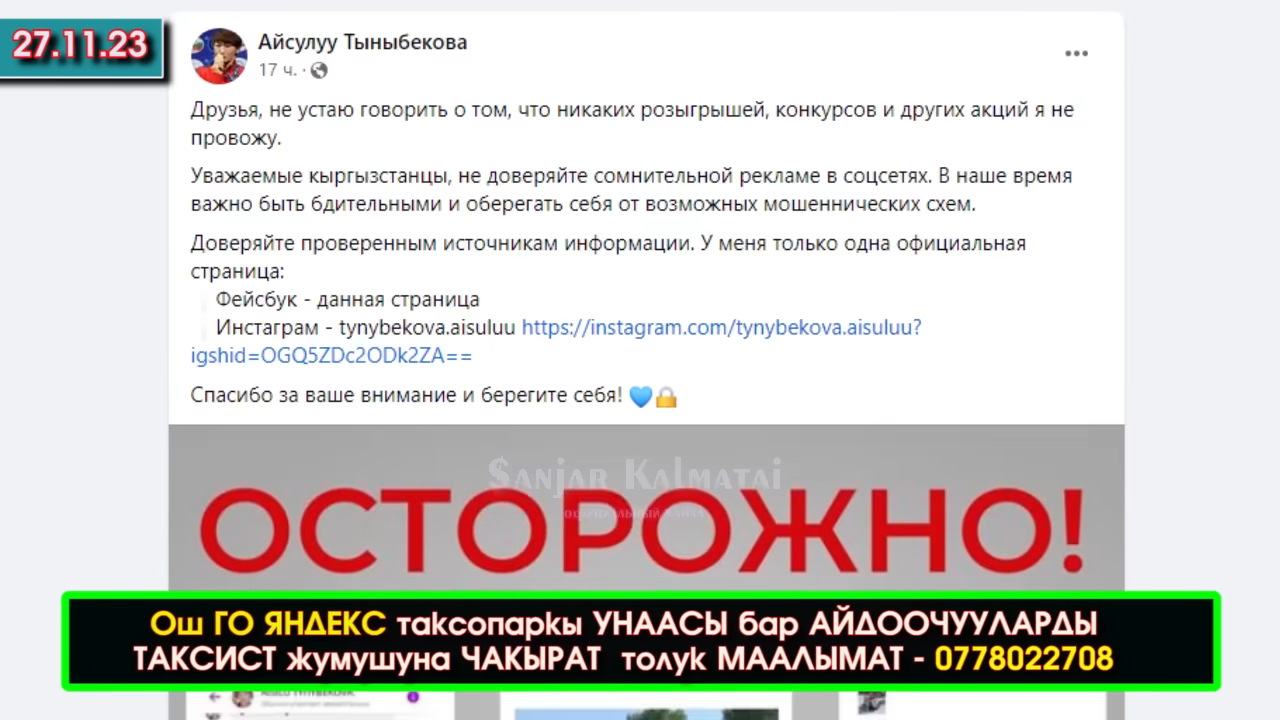 27.11.23
Айсулуу Тыныбекова
17 ч. ·
Друзья, не устаю говорить о том, что никаких розыгрышей, конкурсов и других акций я не
провожу.
Уважаемые кыргызстанцы, не доверяйте сомнительной рекламе в соцсетях. В наше время
важно быть бдительными и оберегать себя от возможных мошеннических схем.
Доверяйте проверенным источникам информации. У меня только одна официальная
страница:
Фейсбук - данная страница
Инстаграм - tynybekova.aisuluu https://instagram.com/tynybekova.aisuluu?
igshid=OGQ5ZDc2ODk2ZA==
Спасибо за ваше внимание и берегите себя! 💙🔒
$anjar Kalmatai
ОСТОРОЖНО!
Ош ГО ЯНДЕКС таксопаркы УНААСЫ бар АЙДООЧУУЛАРДЫ
ТАКСИСТ жумушуна ЧАКЫРАТ толук МААЛЫМАТ - 0778022708